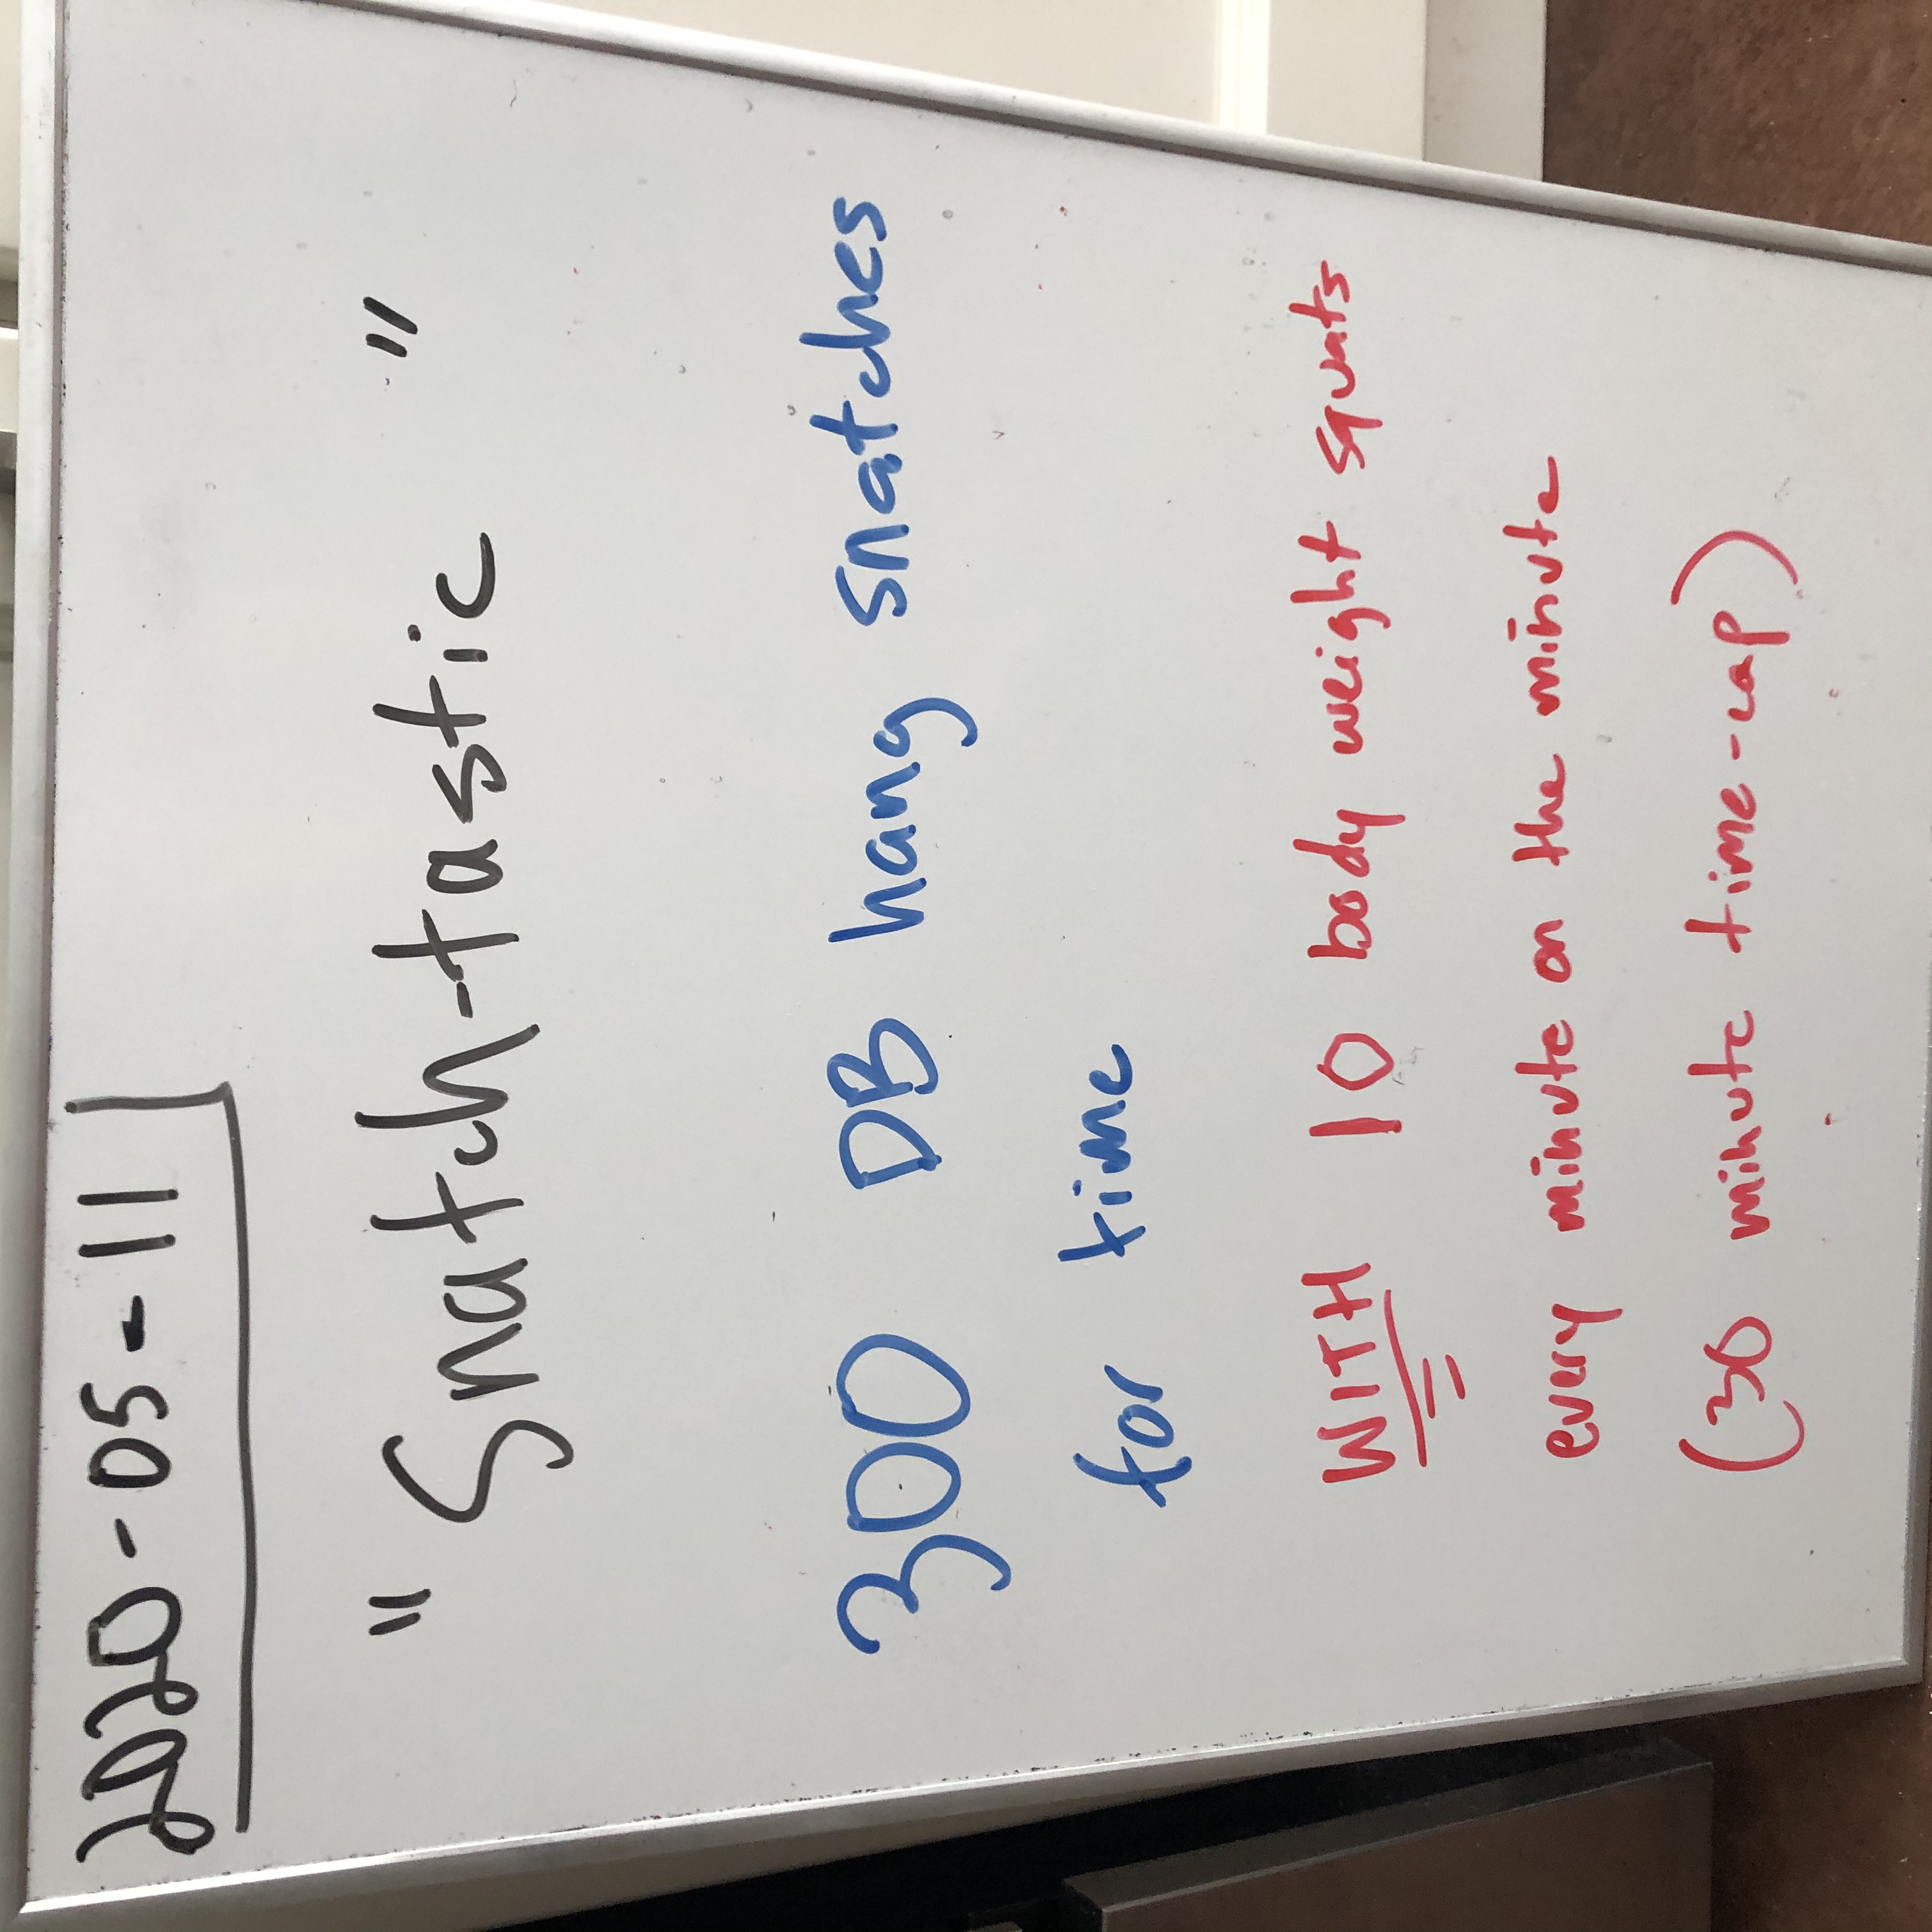 2020-05-11
"Snatch-tastic"
300 DB hang snatches
for time
WITH 10 body weight squats
every minute on the minute
(30 minute time-cap)